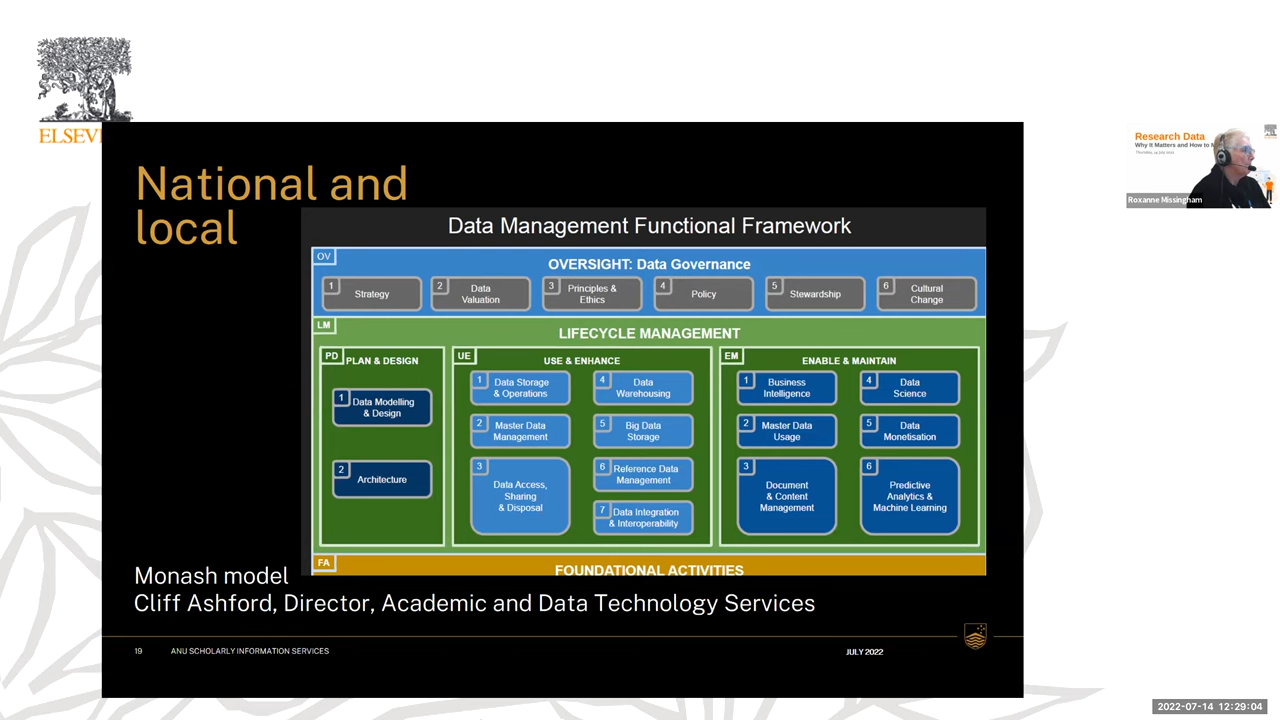 ELSEV
National and
local
Data Management Functional Framework
OV
OVERSIGHT: Data Governance
1
Strategy
2
Data
Valuation
3
Principles &
Ethics
4
Policy
5
Stewardship
6
Cultural
Change
LM
LIFECYCLE MANAGEMENT
PD
PLAN & DESIGN
1
Data Modelling
& Design
2
Architecture
UE
USE & ENHANCE
1
Data Storage
& Operations
2
Master Data
Management
3
Data Access,
Sharing
& Disposal
4
Data
Warehousing
5
Big Data
Storage
6
Reference Data
Management
7
Data Integration
& Interoperability
EM
ENABLE & MAINTAIN
1
Business
Intelligence
2
Master Data
Usage
3
Document
& Content
Management
4
Data
Science
5
Data
Monetisation
6
Predictive
Analytics &
Machine Learning
FA
FOUNDATIONAL ACTIVITIES
Monash model
Cliff Ashford, Director, Academic and Data Technology Services
19
ANU SCHOLARLY INFORMATION SERVICES
JULY 2022
Research Data
Why It Matters and How to M
Thursday, 14 July 2022
Roxanne Missingham
2022-07-14 12:29:04